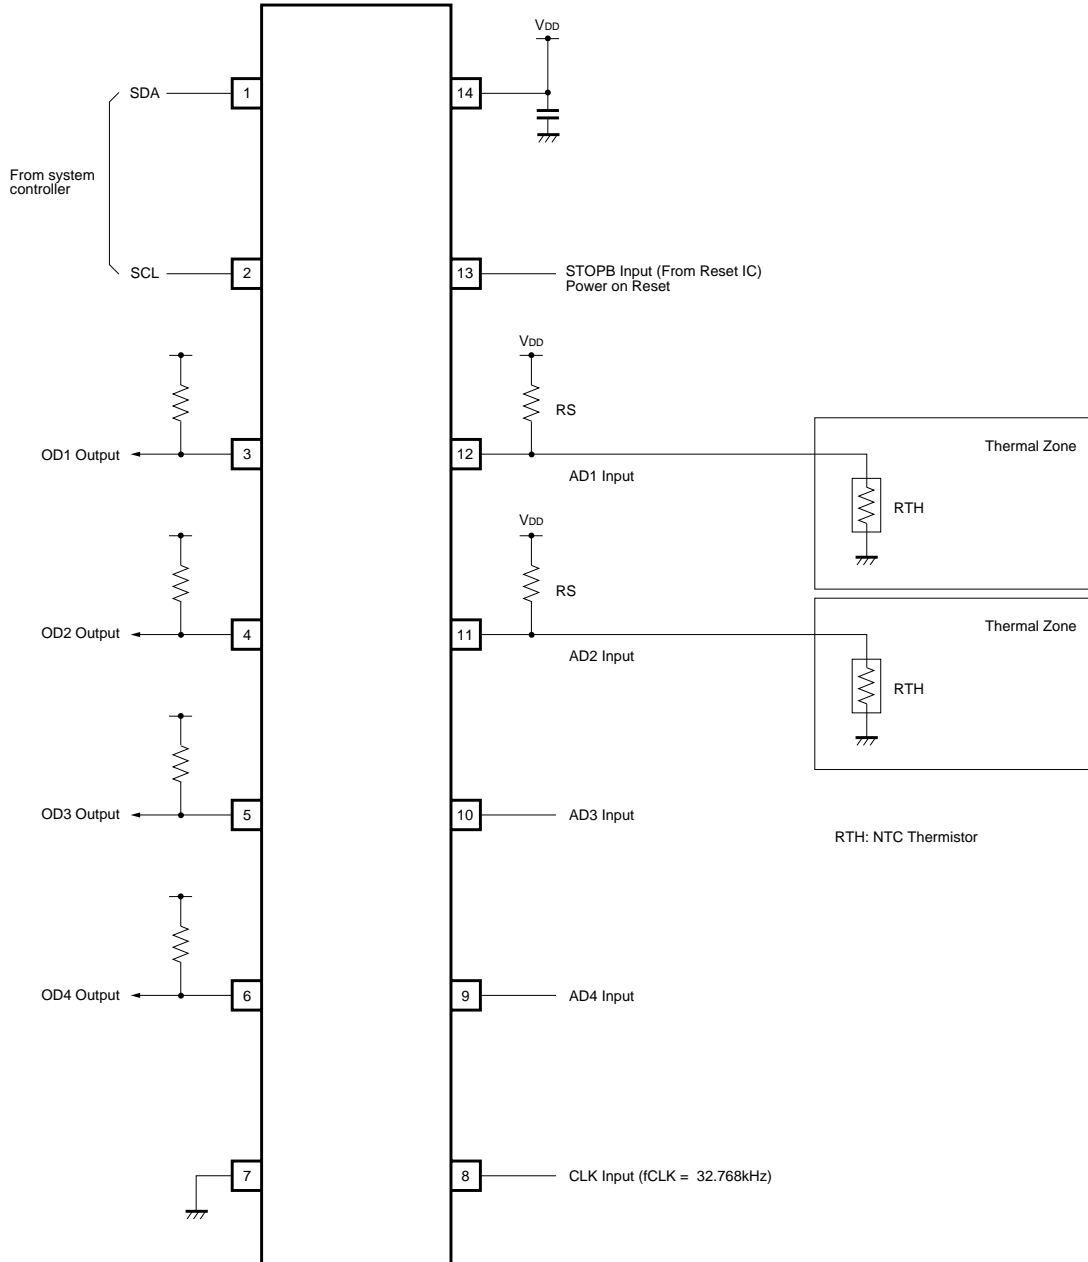 VDD
SDA
1
14
From system
controller
SCL
2
13
STOPB Input (From Reset IC)
Power on Reset
VDD
RS
Thermal Zone
OD1 Output
3
12
AD1 Input
RTH
VDD
RS
Thermal Zone
OD2 Output
4
11
AD2 Input
RTH
OD3 Output
5
10
AD3 Input
RTH: NTC Thermistor
OD4 Output
6
9
AD4 Input
7
8
CLK Input (fCLK = 32.768kHz)